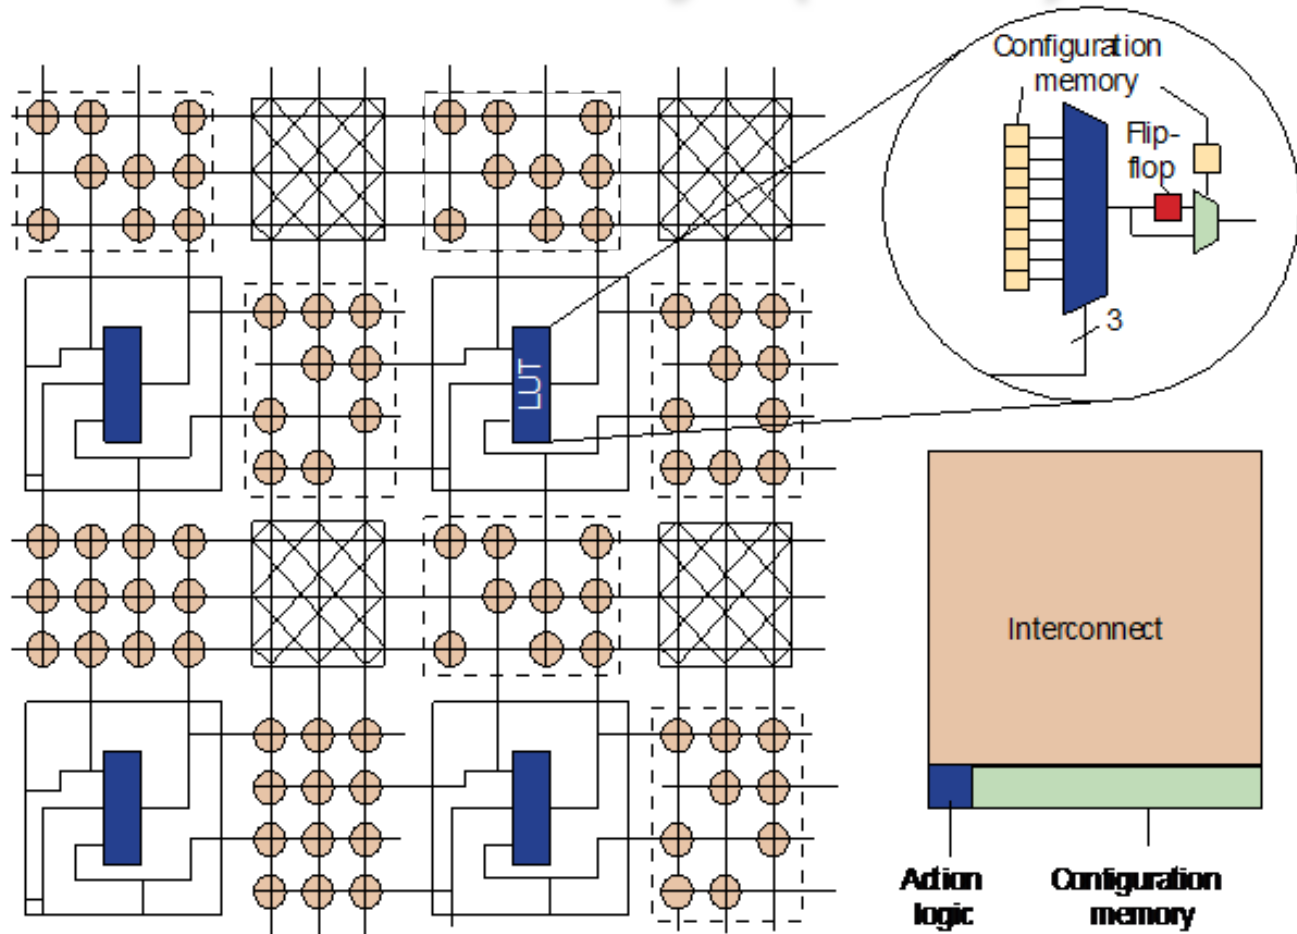 Configuration
memory
Flip-
flop
3
LUT
Interconnect
Action
logic
Configuration
memory